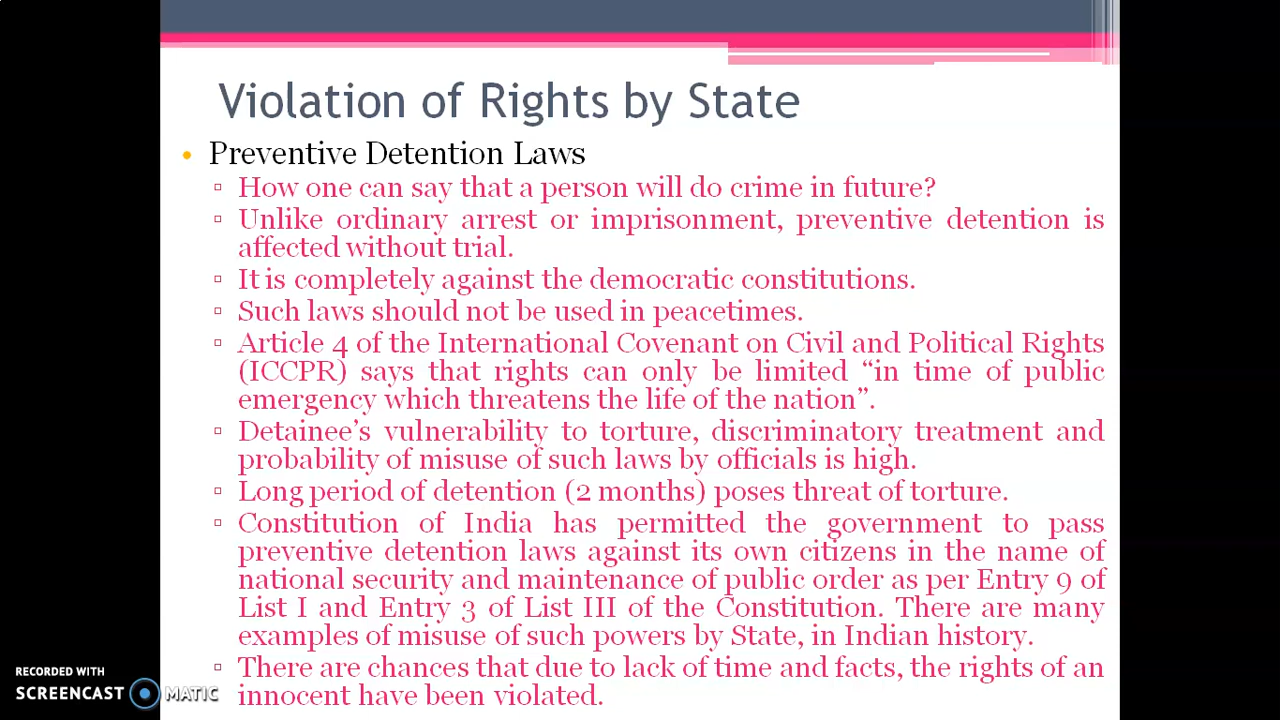 Violation of Rights by State
• Preventive Detention Laws
▫ How one can say that a person will do crime in future?
▫ Unlike ordinary arrest or imprisonment, preventive detention is
affected without trial.
▫ It is completely against the democratic constitutions.
▫ Such laws should not be used in peacetimes.
▫ Article 4 of the International Covenant on Civil and Political Rights
(ICCPR) says that rights can only be limited “in time of public
emergency which threatens the life of the nation”.
▫ Detainee’s vulnerability to torture, discriminatory treatment and
probability of misuse of such laws by officials is high.
▫ Long period of detention (2 months) poses threat of torture.
▫ Constitution of India has permitted the government to pass
preventive detention laws against its own citizens in the name of
national security and maintenance of public order as per Entry 9 of
List I and Entry 3 of List III of the Constitution. There are many
examples of misuse of such powers by State, in Indian history.
▫ There are chances that due to lack of time and facts, the rights of an
innocent have been violated.
RECORDED WITH
SCREENCAST MATIC